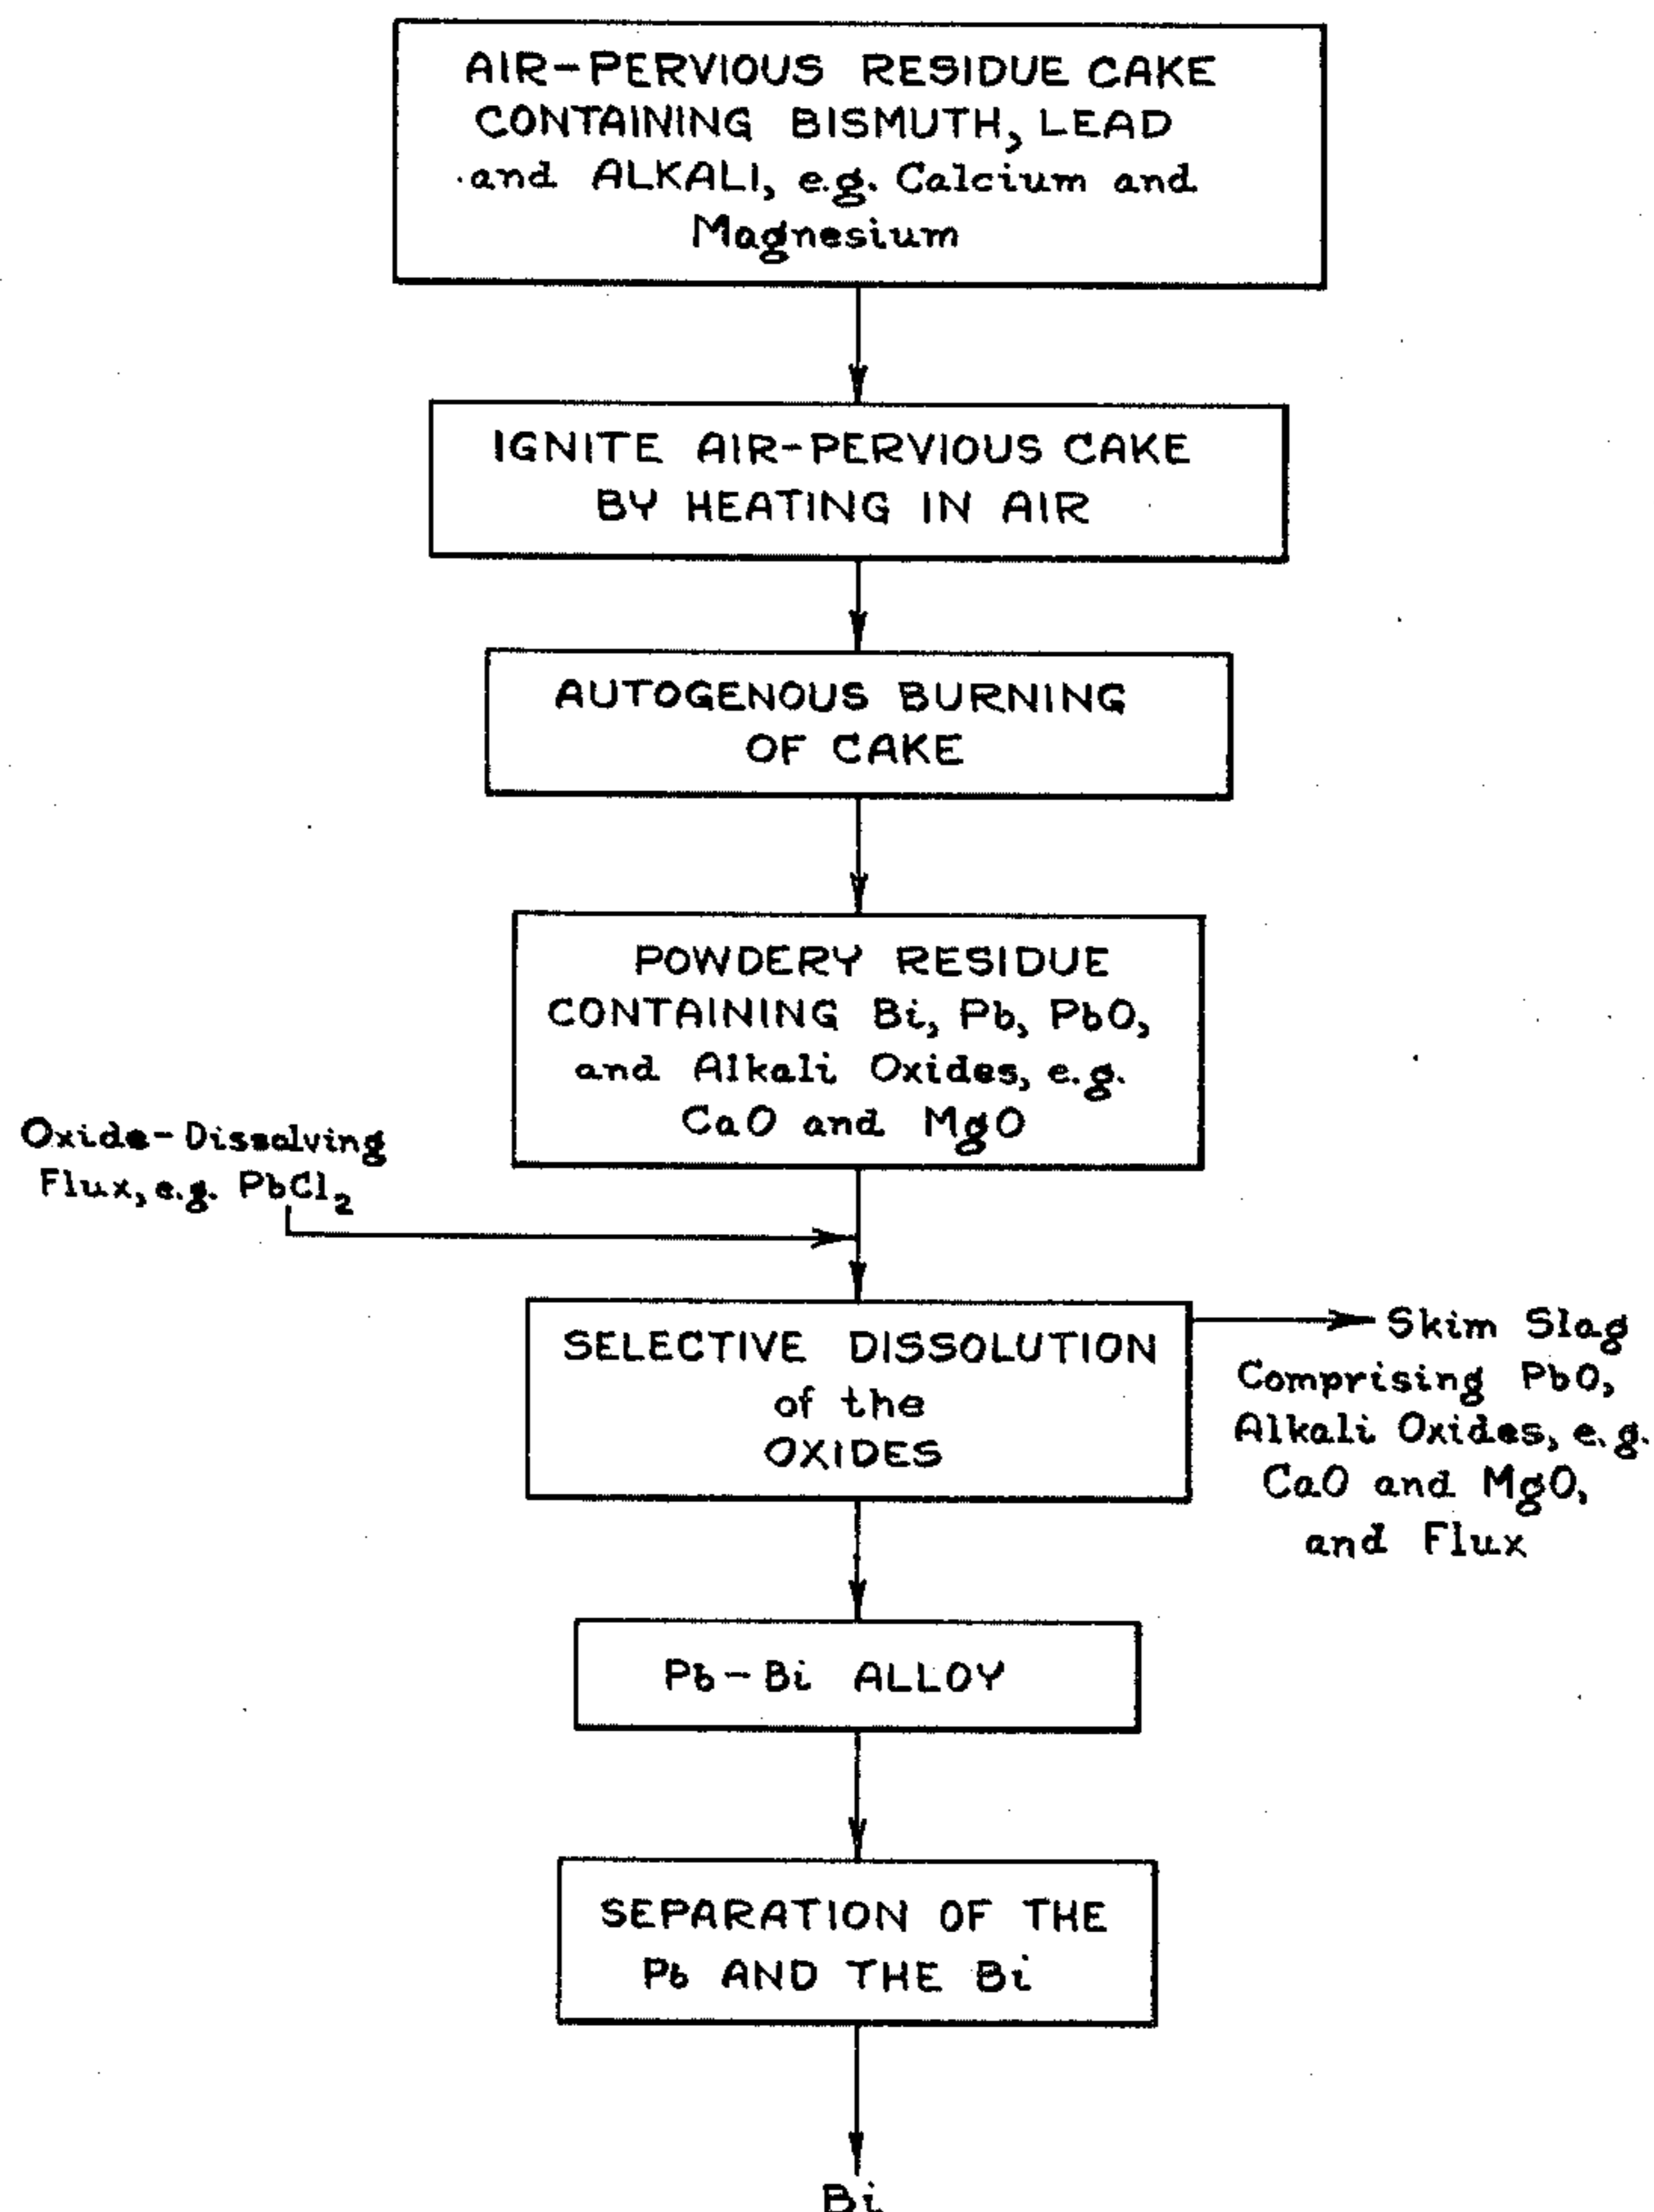 AIR-PERVIOUS RESIDUE CAKE
CONTAINING BISMUTH, LEAD
and ALKALI, e.g. Calcium and
Magnesium
IGNITE AIR-PERVIOUS CAKE
BY HEATING IN AIR
AUTOGENOUS BURNING
OF CAKE
POWDERY RESIDUE
CONTAINING Bi, Pb, PbO,
and Alkali Oxides, e.g.
CaO and MgO
Oxide-Dissolving
Flux, e.g. PbCl₂
SELECTIVE DISSOLUTION
of the
OXIDES
Skim Slag
Comprising PbO,
Alkali Oxides, e.g.
CaO and MgO,
and Flux
Pb-Bi ALLOY
SEPARATION OF THE
Pb AND THE Bi
Bi